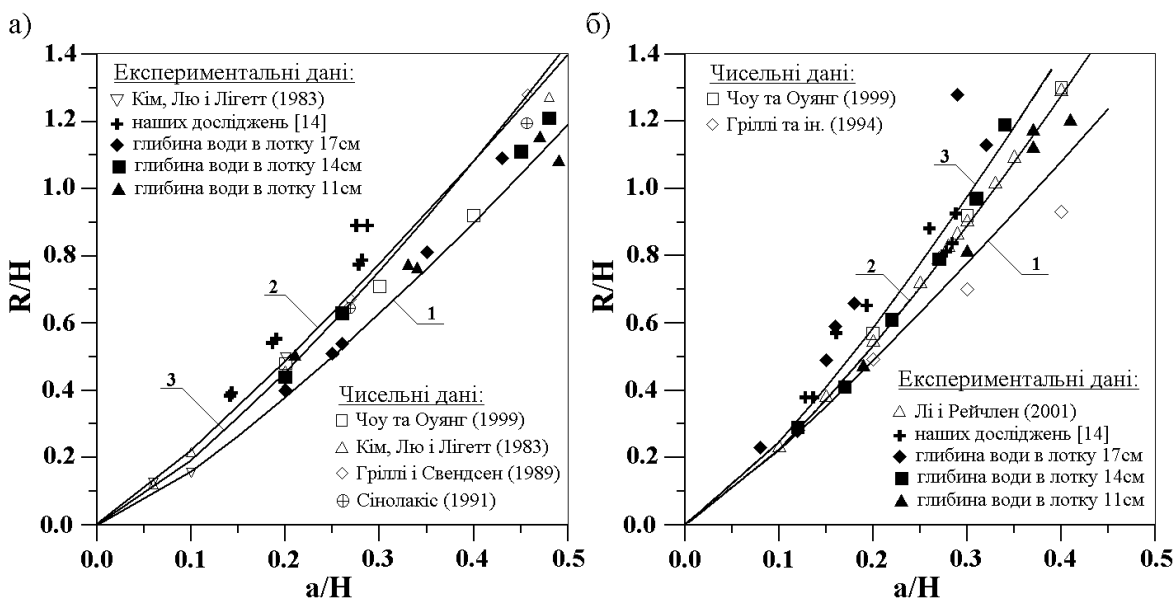 а)
R/H
1.4
1.2
1.0
0.8
0.6
0.4
0.2
0.0
Експериментальні дані:
Кім, Лю і Лігетт (1983)
наших досліджень [14]
глибина води в лотку 17см
глибина води в лотку 14см
глибина води в лотку 11см
2
1
3
Чисельні дані:
Чоу та Оуянг (1999)
Кім, Лю і Лігетт (1983)
Гріллі і Свендсен (1989)
Сінолакіс (1991)
0.0 0.1 0.2 0.3 0.4 0.5
a/H
б)
R/H
1.4
1.2
1.0
0.8
0.6
0.4
0.2
0.0
Чисельні дані:
Чоу та Оуянг (1999)
Гріллі та ін. (1994)
3
2
1
Експериментальні дані:
Лі і Рейчлен (2001)
наших досліджень [14]
глибина води в лотку 17см
глибина води в лотку 14см
глибина води в лотку 11см
0.0 0.1 0.2 0.3 0.4 0.5
a/H